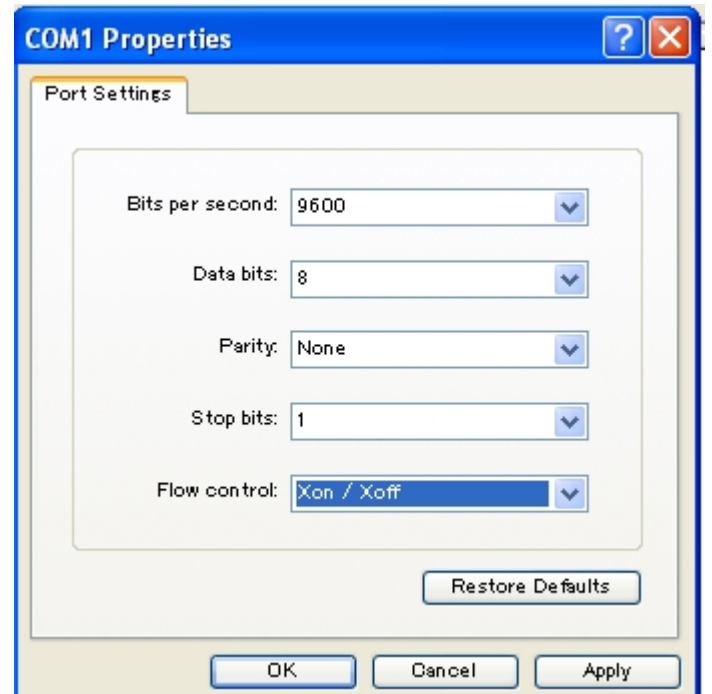 COM1 Properties
Port Settings
Bits per second: 9600
Data bits: 8
Parity: None
Stop bits: 1
Flow control: Xon / Xoff
Restore Defaults
OK Cancel Apply